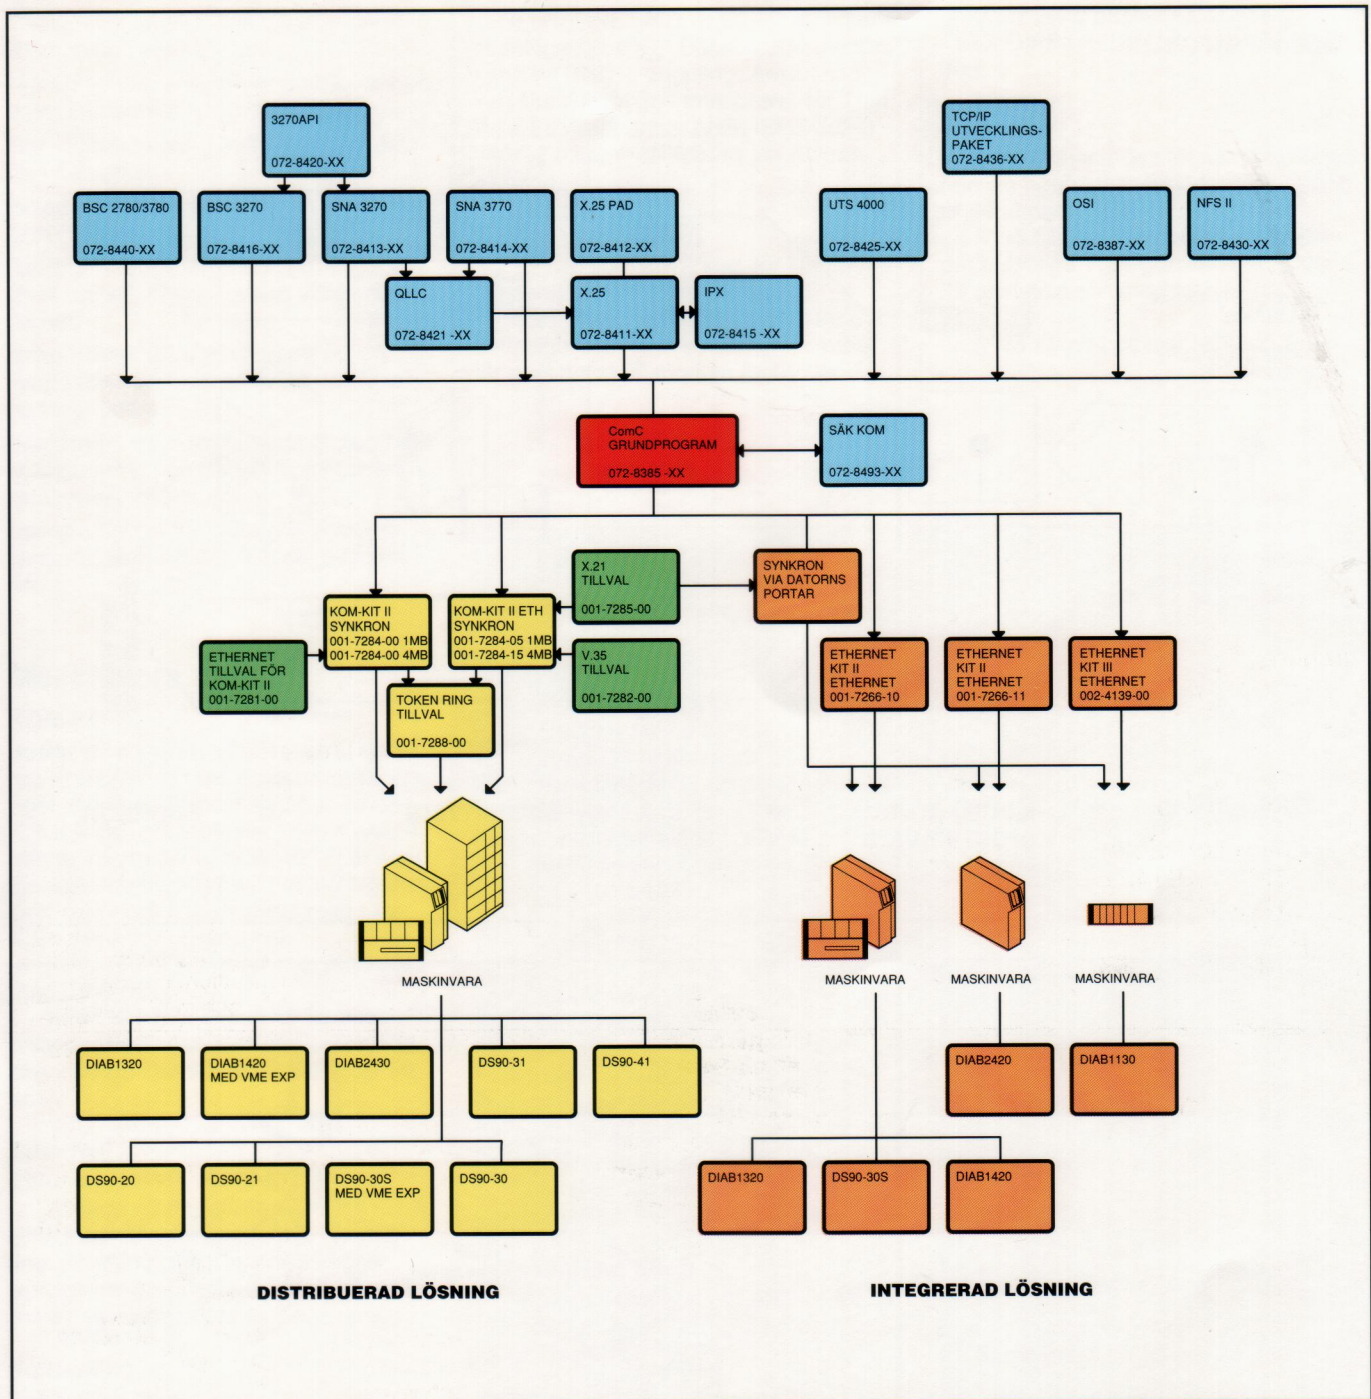 3270API
072-8420-XX
TCP/IP
UTVECKLINGS-
PAKET
072-8436-XX
BSC 2780/3780
072-8440-XX
BSC 3270
072-8416-XX
SNA 3270
072-8413-XX
SNA 3770
072-8414-XX
X.25 PAD
072-8412-XX
UTS 4000
072-8425-XX
OSI
072-8387-XX
NFS II
072-8430-XX
QLLC
072-8421 -XX
X.25
072-8411-XX
IPX
072-8415 -XX
ComC
GRUNDPROGRAM
072-8385 -XX
SÄK KOM
072-8493-XX
X.21
TILLVAL
001-7285-00
SYNKRON
VIA DATORNS
PORTAR
KOM-KIT II
SYNKRON
001-7284-00 1MB
001-7284-00 4MB
KOM-KIT II ETH
SYNKRON
001-7284-05 1MB
001-7284-15 4MB
ETHERNET
TILLVAL FÖR
KOM-KIT II
001-7281-00
V.35
TILLVAL
001-7282-00
ETHERNET
KIT II
ETHERNET
001-7266-10
ETHERNET
KIT II
ETHERNET
001-7266-11
ETHERNET
KIT III
ETHERNET
002-4139-00
TOKEN RING
TILLVAL
001-7288-00
MASKINVARA
MASKINVARA
MASKINVARA
MASKINVARA
DIAB1320
DIAB1420
MED VME EXP
DIAB2430
DS90-31
DS90-41
DIAB2420
DIAB1130
DS90-20
DS90-21
DS90-30S
MED VME EXP
DS90-30
DIAB1320
DS90-30S
DIAB1420
DISTRIBUERAD LÖSNING
INTEGRERAD LÖSNING